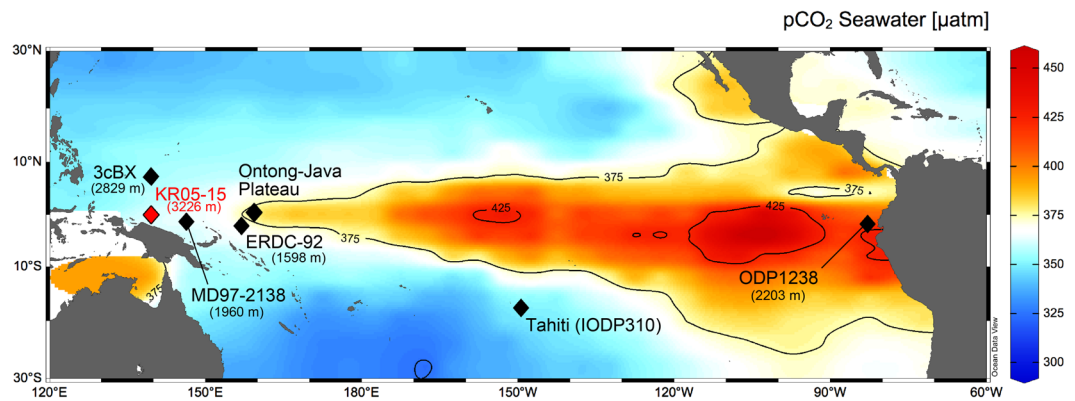 pCO₂ Seawater [µatm]
30°N
10°N
10°S
30°S
120°E
150°E
180°E
150°W
120°W
90°W
60°W
3cBX
(2829 m)
KR05-15
(3226 m)
Ontong-Java
Plateau
ERDC-92
(1598 m)
MD97-2138
(1960 m)
Tahiti (IODP310)
ODP1238
(2203 m)
375
375
375
375
425
425
Ocean Data View
450
425
400
375
350
325
300